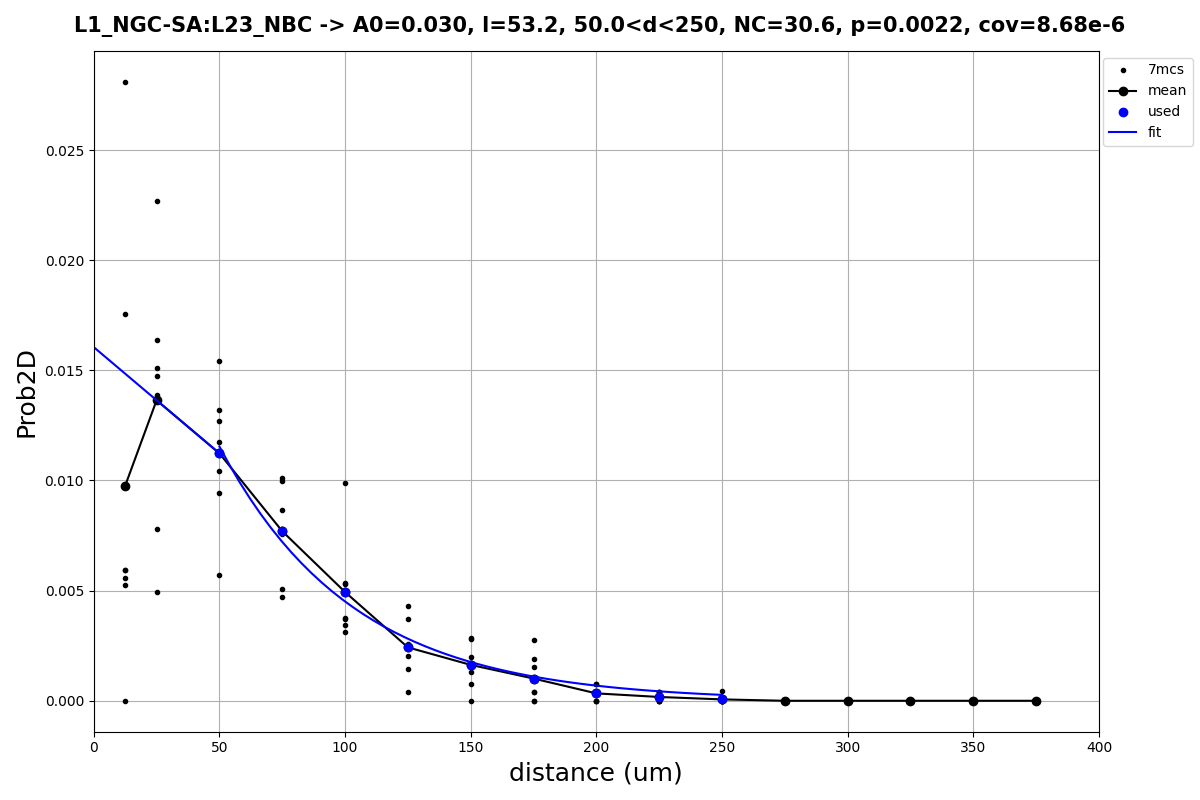 L1_NGC-SA:L23_NBC -> A0=0.030, l=53.2, 50.0<d<250, NC=30.6, p=0.0022, cov=8.68e-6
7mcs
mean
used
fit
0.025
0.020
0.015
0.010
0.005
0.000
Prob2D
0 50 100 150 200 250 300 350 400
distance (um)